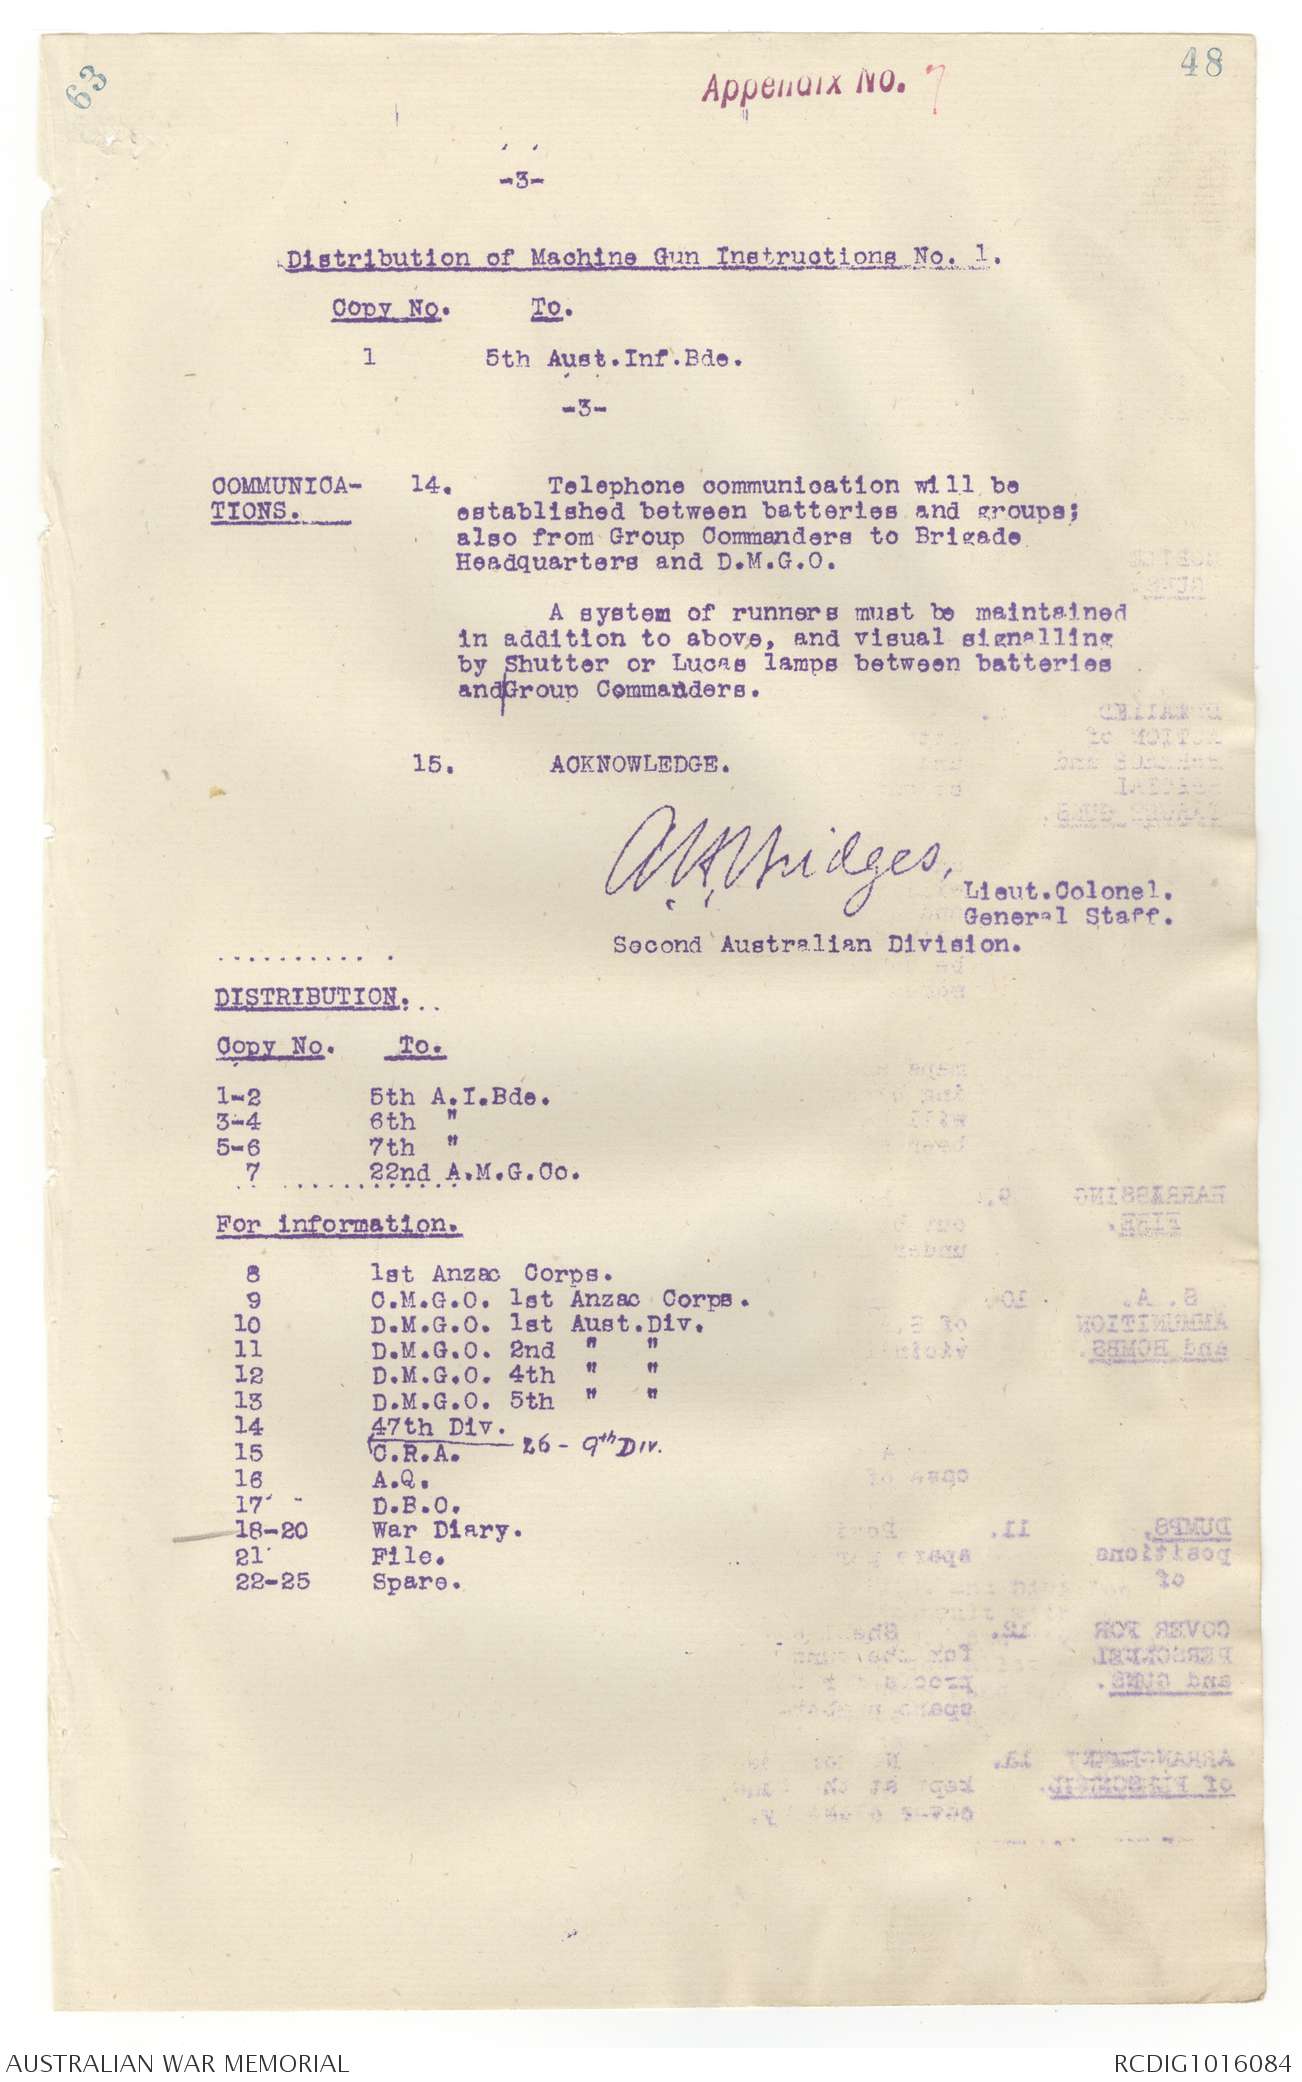 63
48
Appendix No. 7
-3-
Distribution of Machine Gun Instructions No. 1.
Copy No. To.
1 5th Aust.Inf.Bde.
-3-
COMMUNICA-
TIONS.
14. Telephone communication will be
established between batteries and groups;
also from Group Commanders to Brigade
Headquarters and D.M.G.O.
A system of runners must be maintained
in addition to above, and visual signalling
by Shutter or Lucas lamps between batteries
and|Group Commanders.
15. ACKNOWLEDGE.
Bridges,
Lieut.Colonel.
General Staff.
Second Australian Division.
.......... .
DISTRIBUTION...
Copy No. To.
1-2 5th A.I.Bde.
3-4 6th "
5-6 7th "
7 22nd A.M.G.Co.
For information.
8 1st Anzac Corps.
9 C.M.G.O. 1st Anzac Corps.
10 D.M.G.O. 1st Aust.Div.
11 D.M.G.O. 2nd " "
12 D.M.G.O. 4th " "
13 D.M.G.O. 5th " "
14 47th Div.
26 - 9th DIV.
15 C.R.A.
16 A.Q.
17 D.B.O.
18-20 War Diary.
21 File.
22-25 Spare.
AUSTRALIAN WAR MEMORIAL
RCDIG1016084